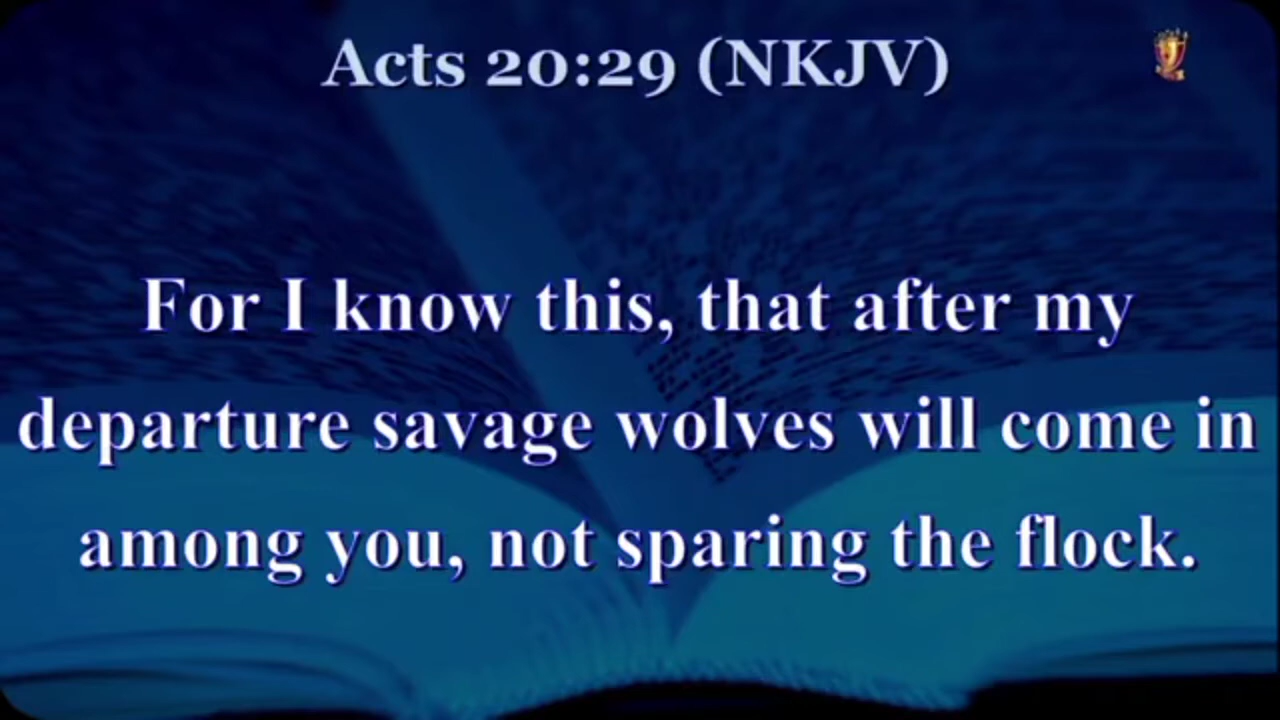 Acts 20:29 (NKJV)
For I know this, that after my
departure savage wolves will come in
among you, not sparing the flock.